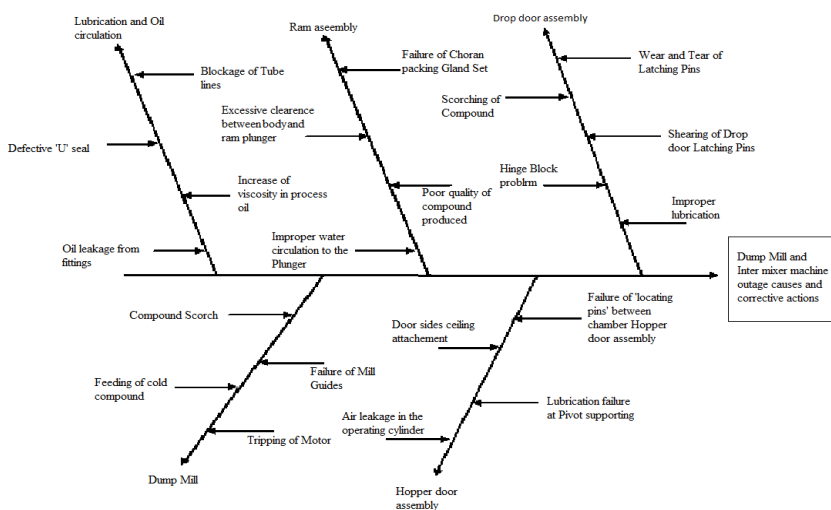 Lubrication and Oil
circulation
Blockage of Tube
lines
Defective 'U' seal
Increase of
viscosity in process
oil
Oil leakage from
fittings
Ram aseembly
Failure of Choran
packing Gland Set
Excessive clearence
between body and
ram plunger
Poor quality of
compound
produced
Improper water
circulation to the
Plunger
Drop door assembly
Wear and Tear of
Latching Pins
Scorching of
Compound
Shearing of Drop
door Latching Pins
Hinge Block
problrm
Improper
lubrication
Dump Mill and
Inter mixer machine
outage causes and
corrective actions
Compound Scorch
Failure of Mill
Guides
Feeding of cold
compound
Tripping of Motor
Dump Mill
Failure of 'locating
pins' between
chamber Hopper
door assembly
Door sides ceiling
attachement
Lubrication failure
at Pivot supporting
Air leakage in the
operating cylinder
Hopper door
assembly